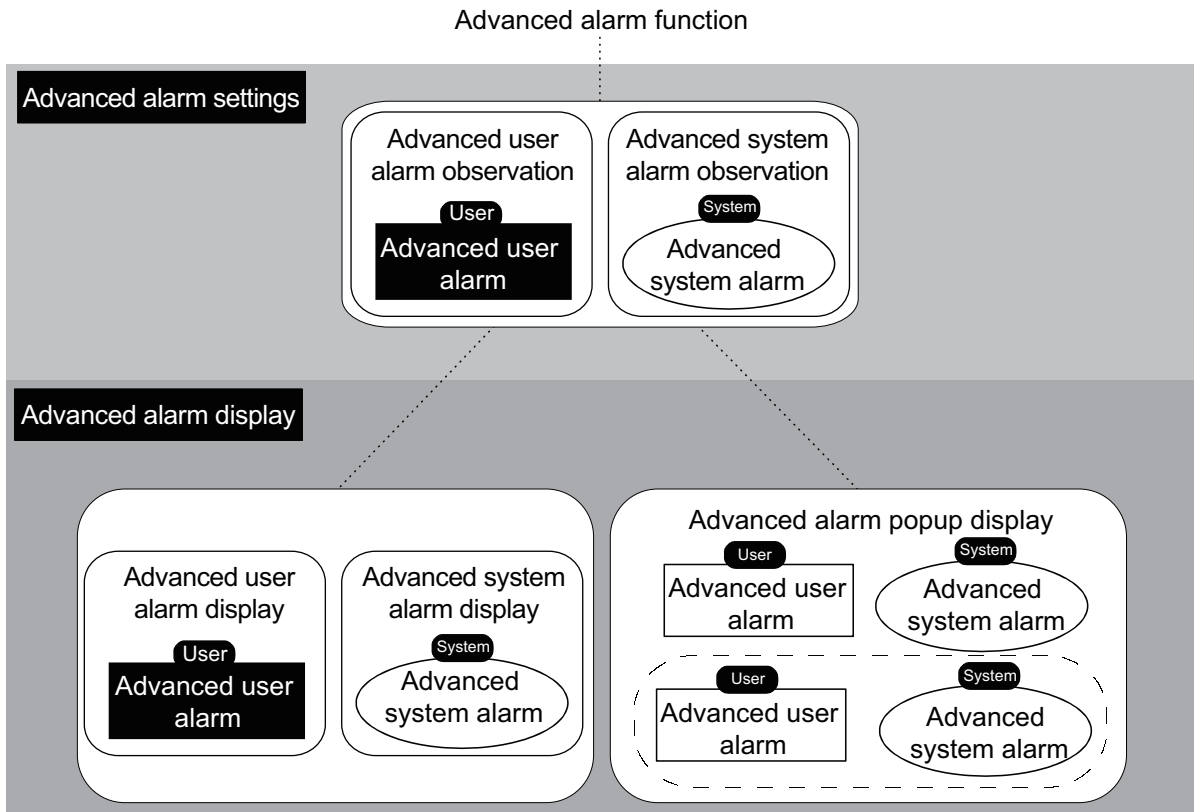 Advanced alarm function
Advanced alarm settings
Advanced user
alarm observation
User
Advanced user
alarm
Advanced system
alarm observation
System
Advanced
system alarm
Advanced alarm display
Advanced user
alarm display
User
Advanced user
alarm
Advanced system
alarm display
System
Advanced
system alarm
Advanced alarm popup display
User
Advanced user
alarm
System
Advanced
system alarm
User
Advanced user
alarm
System
Advanced
system alarm